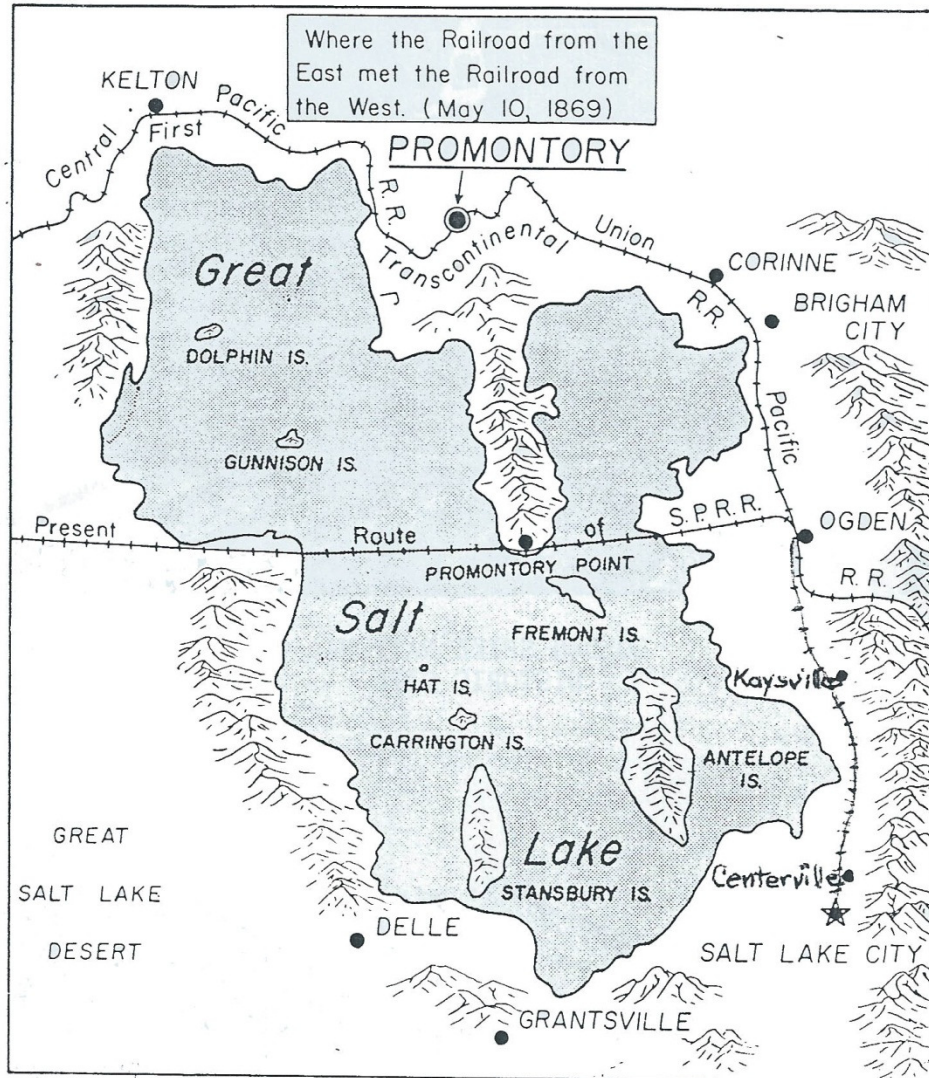 Where the Railroad from the
East met the Railroad from
the West. (May 10, 1869)
KELTON
Central Pacific R.R.
First Transcontinental
PROMONTORY
Union Pacific R.R.
CORINNE
BRIGHAM
CITY
Great
DOLPHIN IS.
GUNNISON IS.
Present Route of S.P.R.R.
OGDEN
R.R.
PROMONTORY POINT
Salt
FREMONT IS.
HAT IS.
Kaysville
CARRINGTON IS.
ANTELOPE
IS.
GREAT
SALT LAKE
DESERT
Lake
STANSBURY IS.
Centerville
DELLE
SALT LAKE CITY
GRANTSVILLE